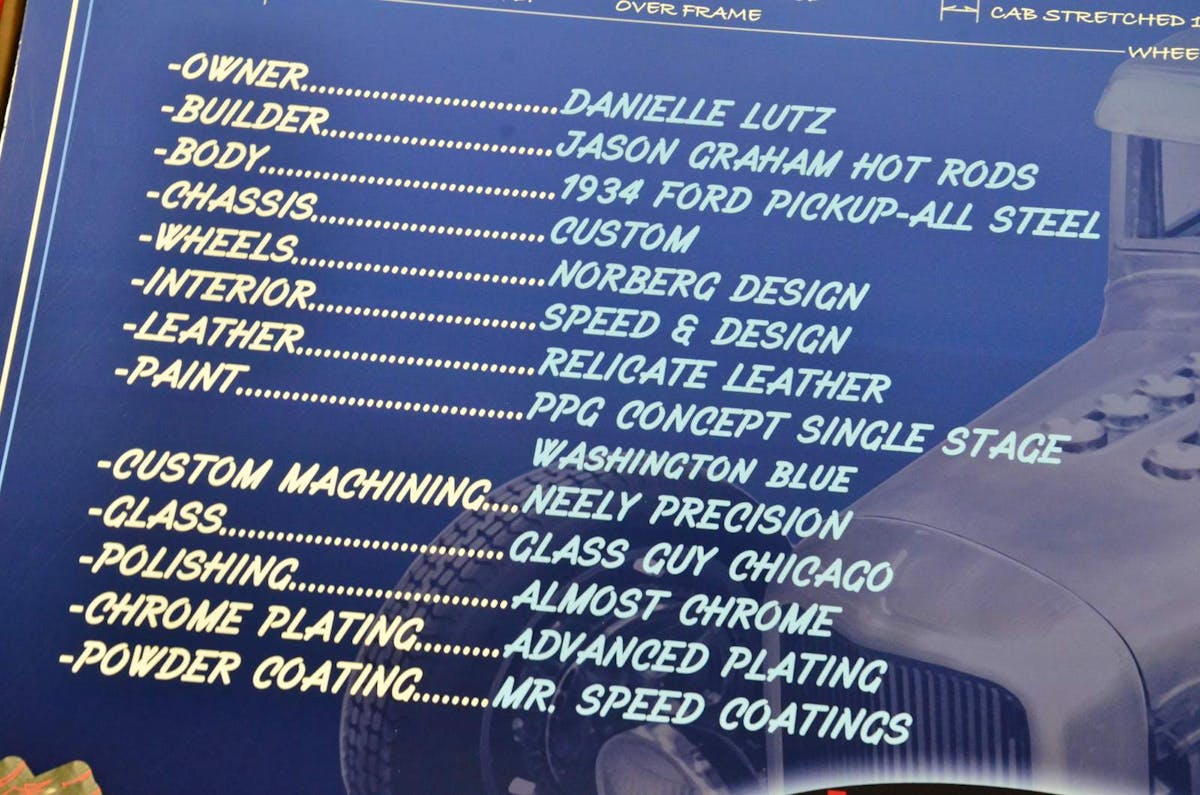 OVER FRAME
CAB STRETCHED
-OWNER..............................DANIELLE LUTZ
-BUILDER...........................JASON GRAHAM HOT RODS
-BODY..................................1934 FORD PICKUP-ALL STEEL
-CHASSIS...........................CUSTOM
-WHEELS.............................NORBERG DESIGN
-INTERIOR..........................SPEED & DESIGN
-LEATHER...........................RELICATE LEATHER
-PAINT.................................PPG CONCEPT SINGLE STAGE
WASHINGTON BLUE
-CUSTOM MACHINING....NEELY PRECISION
-GLASS.................................GLASS GUY CHICAGO
-POLISHING........................ALMOST CHROME
-CHROME PLATING.........ADVANCED PLATING
-POWDER COATING........MR. SPEED COATINGS